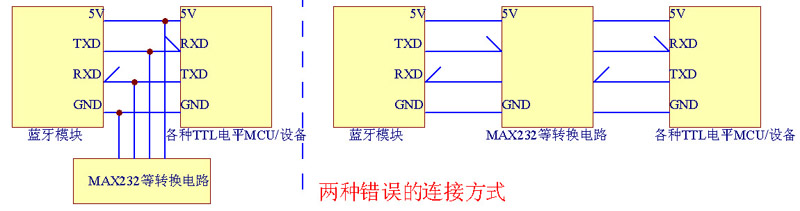 5V 5V
TXD RXD
RXD TXD
GND GND
蓝牙模块 各种TTL电平MCU/设备
MAX232等转换电路
5V 5V 5V
TXD RXD
RXD TXD
GND GND GND
蓝牙模块 MAX232等转换电路 各种TTL电平MCU/设备
两种错误的连接方式